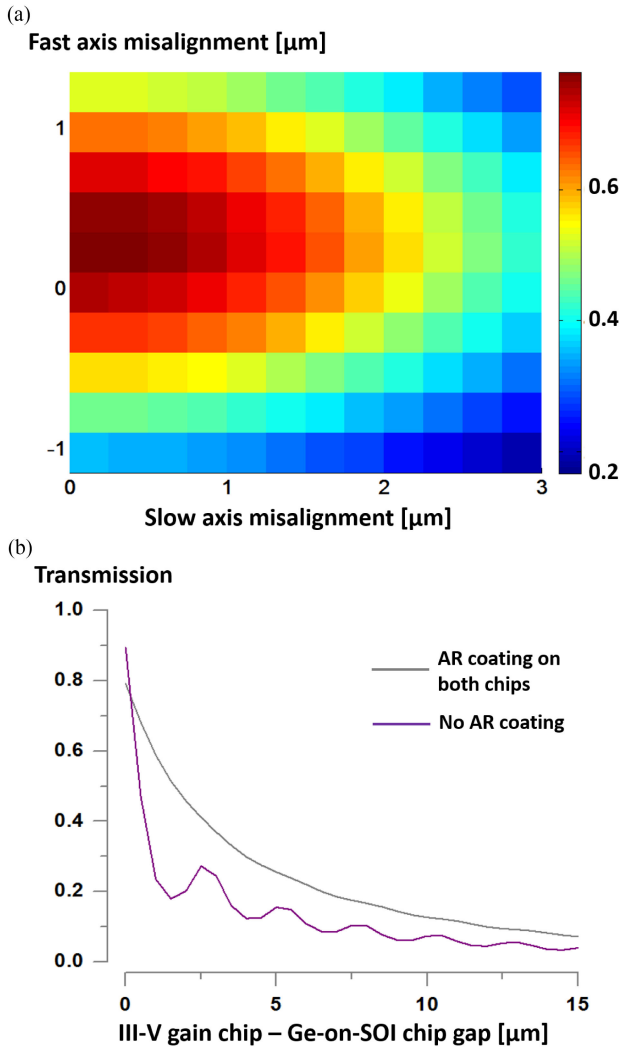 (a)
Fast axis misalignment [µm]
1
0
-1
0 1 2 3
Slow axis misalignment [µm]
0.6
0.4
0.2
(b)
Transmission
1.0
0.8
0.6
0.4
0.2
0.0
AR coating on
both chips
No AR coating
0 5 10 15
III-V gain chip – Ge-on-SOI chip gap [µm]